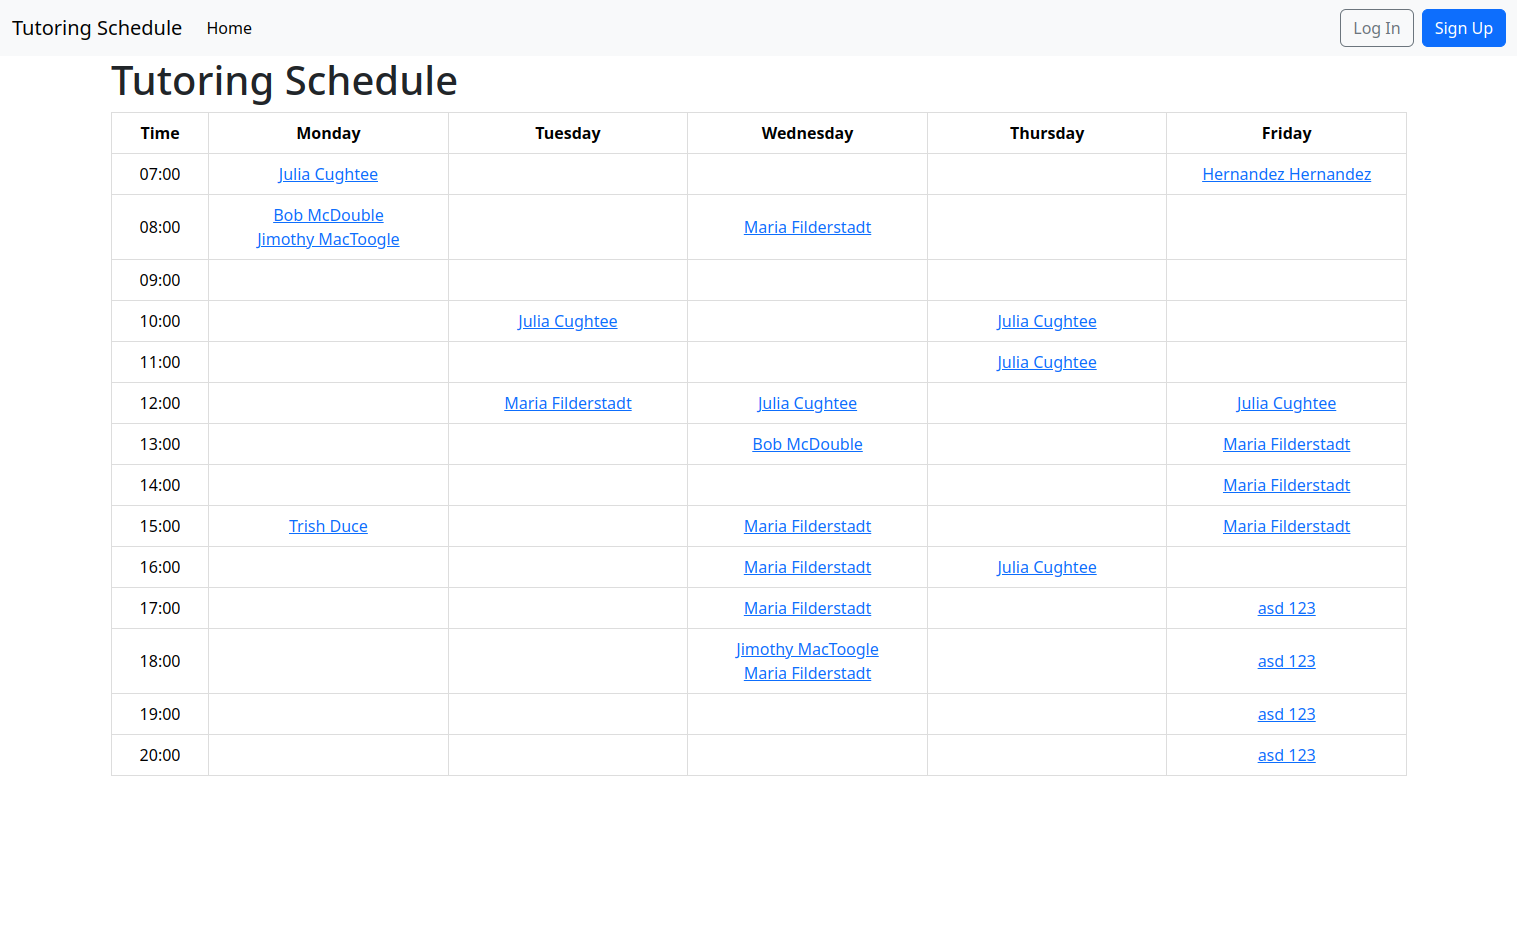 Tutoring Schedule Home Log In Sign Up
Tutoring Schedule
Time Monday Tuesday Wednesday Thursday Friday
07:00 Julia Cughtee Hernandez Hernandez
08:00 Bob McDouble Jimothy MacToogle Maria Filderstadt
09:00
10:00 Julia Cughtee Julia Cughtee
11:00 Julia Cughtee
12:00 Maria Filderstadt Julia Cughtee Julia Cughtee
13:00 Bob McDouble Maria Filderstadt
14:00 Maria Filderstadt
15:00 Trish Duce Maria Filderstadt Maria Filderstadt
16:00 Maria Filderstadt Julia Cughtee
17:00 Maria Filderstadt asd 123
18:00 Jimothy MacToogle Maria Filderstadt asd 123
19:00 asd 123
20:00 asd 123